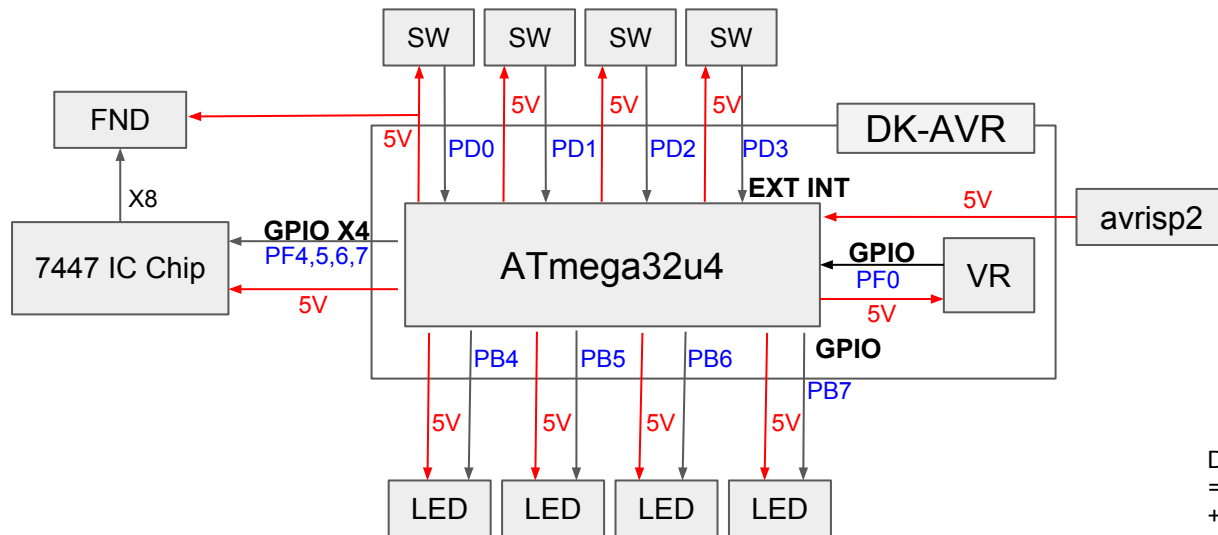 SW
SW
SW
SW
5V
5V
5V
FND
5V
DK-AVR
PD0
PD1
PD2
PD3
X8
EXT INT
5V
avrisp2
GPIO X4
PF4,5,6,7
7447 IC Chip
ATmega32u4
GPIO
PF0
VR
5V
5V
GPIO
PB4
PB5
PB6
PB7
5V
5V
5V
5V
LED
LED
LED
LED
D
=
+